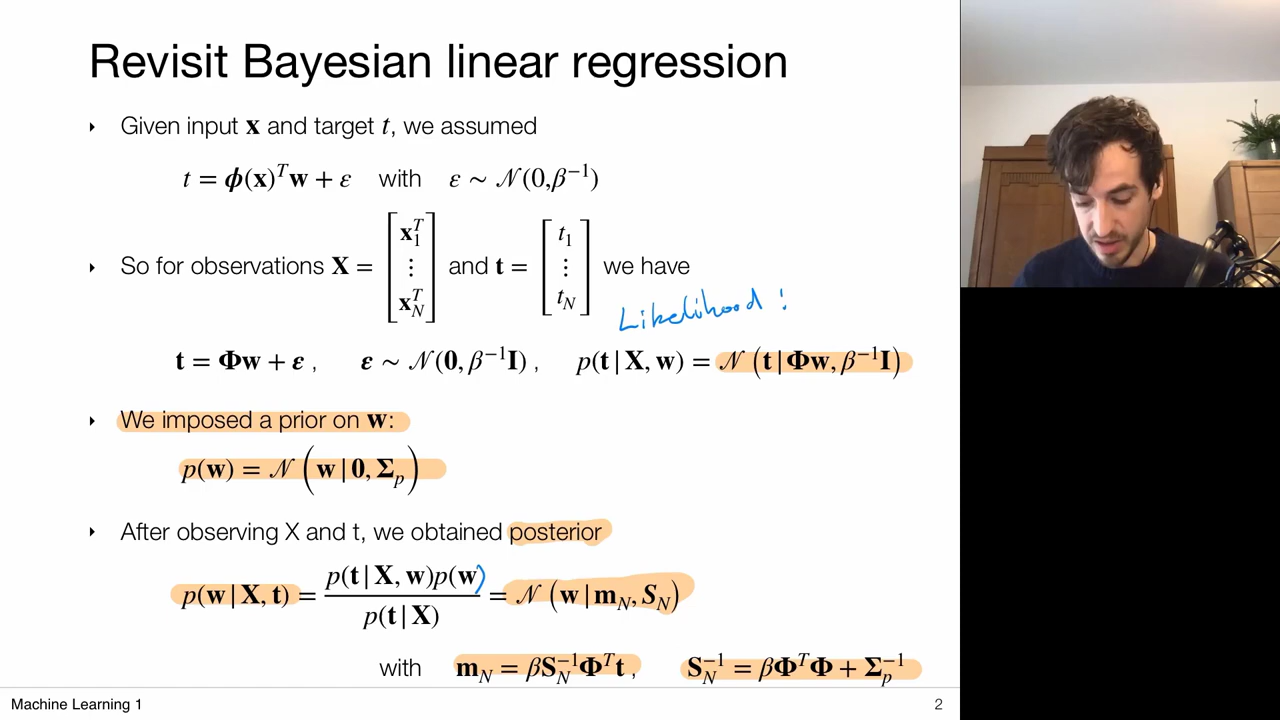 Revisit Bayesian linear regression
‣ Given input 𝐱 and target t, we assumed
t = ϕ(𝐱)ᵀ𝐰 + ε with ε ∼ 𝒩(0,β⁻¹)
‣ So for observations 𝐗 = [𝐱₁ᵀ ⋮ 𝐱_Nᵀ] and 𝐭 = [t₁ ⋮ t_N] we have
Likelihood :
𝐭 = 𝚽𝐰 + 𝜺 , 𝜺 ∼ 𝒩(𝟎, β⁻¹𝐈) , p(𝐭 | 𝐗, 𝐰) = 𝒩 (𝐭 | 𝚽𝐰, β⁻¹𝐈)
‣ We imposed a prior on 𝐰:
p(𝐰) = 𝒩 (𝐰 | 𝟎, 𝚺ₚ)
‣ After observing X and t, we obtained posterior
p(𝐰 | 𝐗, 𝐭) = p(𝐭 | 𝐗, 𝐰)p(𝐰) / p(𝐭 | 𝐗) = 𝒩 (𝐰 | 𝐦_N, S_N)
with 𝐦_N = β𝐒_N⁻¹𝚽ᵀ𝐭 , 𝐒_N⁻¹ = β𝚽ᵀ𝚽 + 𝚺ₚ⁻¹
Machine Learning 1
2